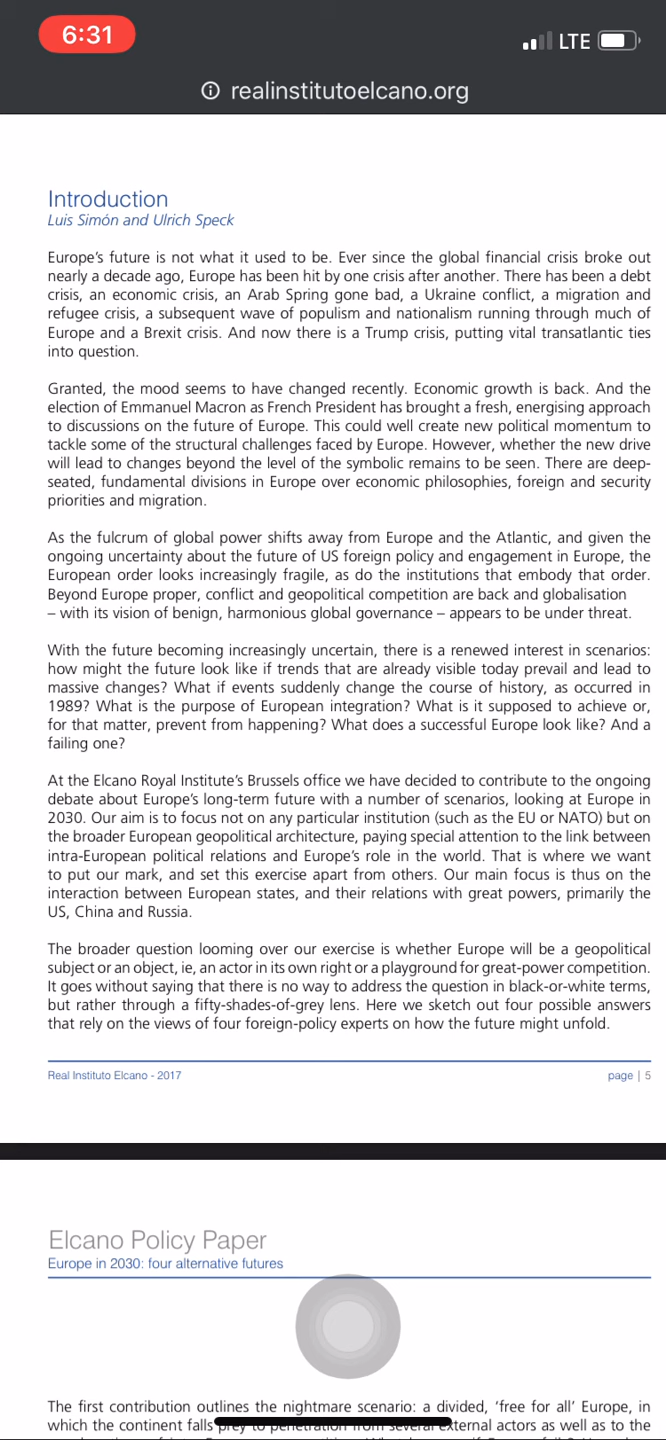 6:31
LTE
realinstitutoelcano.org
Introduction
Luis Simón and Ulrich Speck
Europe's future is not what it used to be. Ever since the global financial crisis broke out
nearly a decade ago, Europe has been hit by one crisis after another. There has been a debt
crisis, an economic crisis, an Arab Spring gone bad, a Ukraine conflict, a migration and
refugee crisis, a subsequent wave of populism and nationalism running through much of
Europe and a Brexit crisis. And now there is a Trump crisis, putting vital transatlantic ties
into question.
Granted, the mood seems to have changed recently. Economic growth is back. And the
election of Emmanuel Macron as French President has brought a fresh, energising approach
to discussions on the future of Europe. This could well create new political momentum to
tackle some of the structural challenges faced by Europe. However, whether the new drive
will lead to changes beyond the level of the symbolic remains to be seen. There are deep-
seated, fundamental divisions in Europe over economic philosophies, foreign and security
priorities and migration.
As the fulcrum of global power shifts away from Europe and the Atlantic, and given the
ongoing uncertainty about the future of US foreign policy and engagement in Europe, the
European order looks increasingly fragile, as do the institutions that embody that order.
Beyond Europe proper, conflict and geopolitical competition are back and globalisation
– with its vision of benign, harmonious global governance – appears to be under threat.
With the future becoming increasingly uncertain, there is a renewed interest in scenarios:
how might the future look like if trends that are already visible today prevail and lead to
massive changes? What if events suddenly change the course of history, as occurred in
1989? What is the purpose of European integration? What is it supposed to achieve or,
for that matter, prevent from happening? What does a successful Europe look like? And a
failing one?
At the Elcano Royal Institute's Brussels office we have decided to contribute to the ongoing
debate about Europe's long-term future with a number of scenarios, looking at Europe in
2030. Our aim is to focus not on any particular institution (such as the EU or NATO) but on
the broader European geopolitical architecture, paying special attention to the link between
intra-European political relations and Europe's role in the world. That is where we want
to put our mark, and set this exercise apart from others. Our main focus is thus on the
interaction between European states, and their relations with great powers, primarily the
US, China and Russia.
The broader question looming over our exercise is whether Europe will be a geopolitical
subject or an object, ie, an actor in its own right or a playground for great-power competition.
It goes without saying that there is no way to address the question in black-or-white terms,
but rather through a fifty-shades-of-grey lens. Here we sketch out four possible answers
that rely on the views of four foreign-policy experts on how the future might unfold.
Real Instituto Elcano - 2017
page | 5
Elcano Policy Paper
Europe in 2030: four alternative futures
The first contribution outlines the nightmare scenario: a divided, 'free for all' Europe, in
which the continent falls prey to penetration from several external actors as well as to the